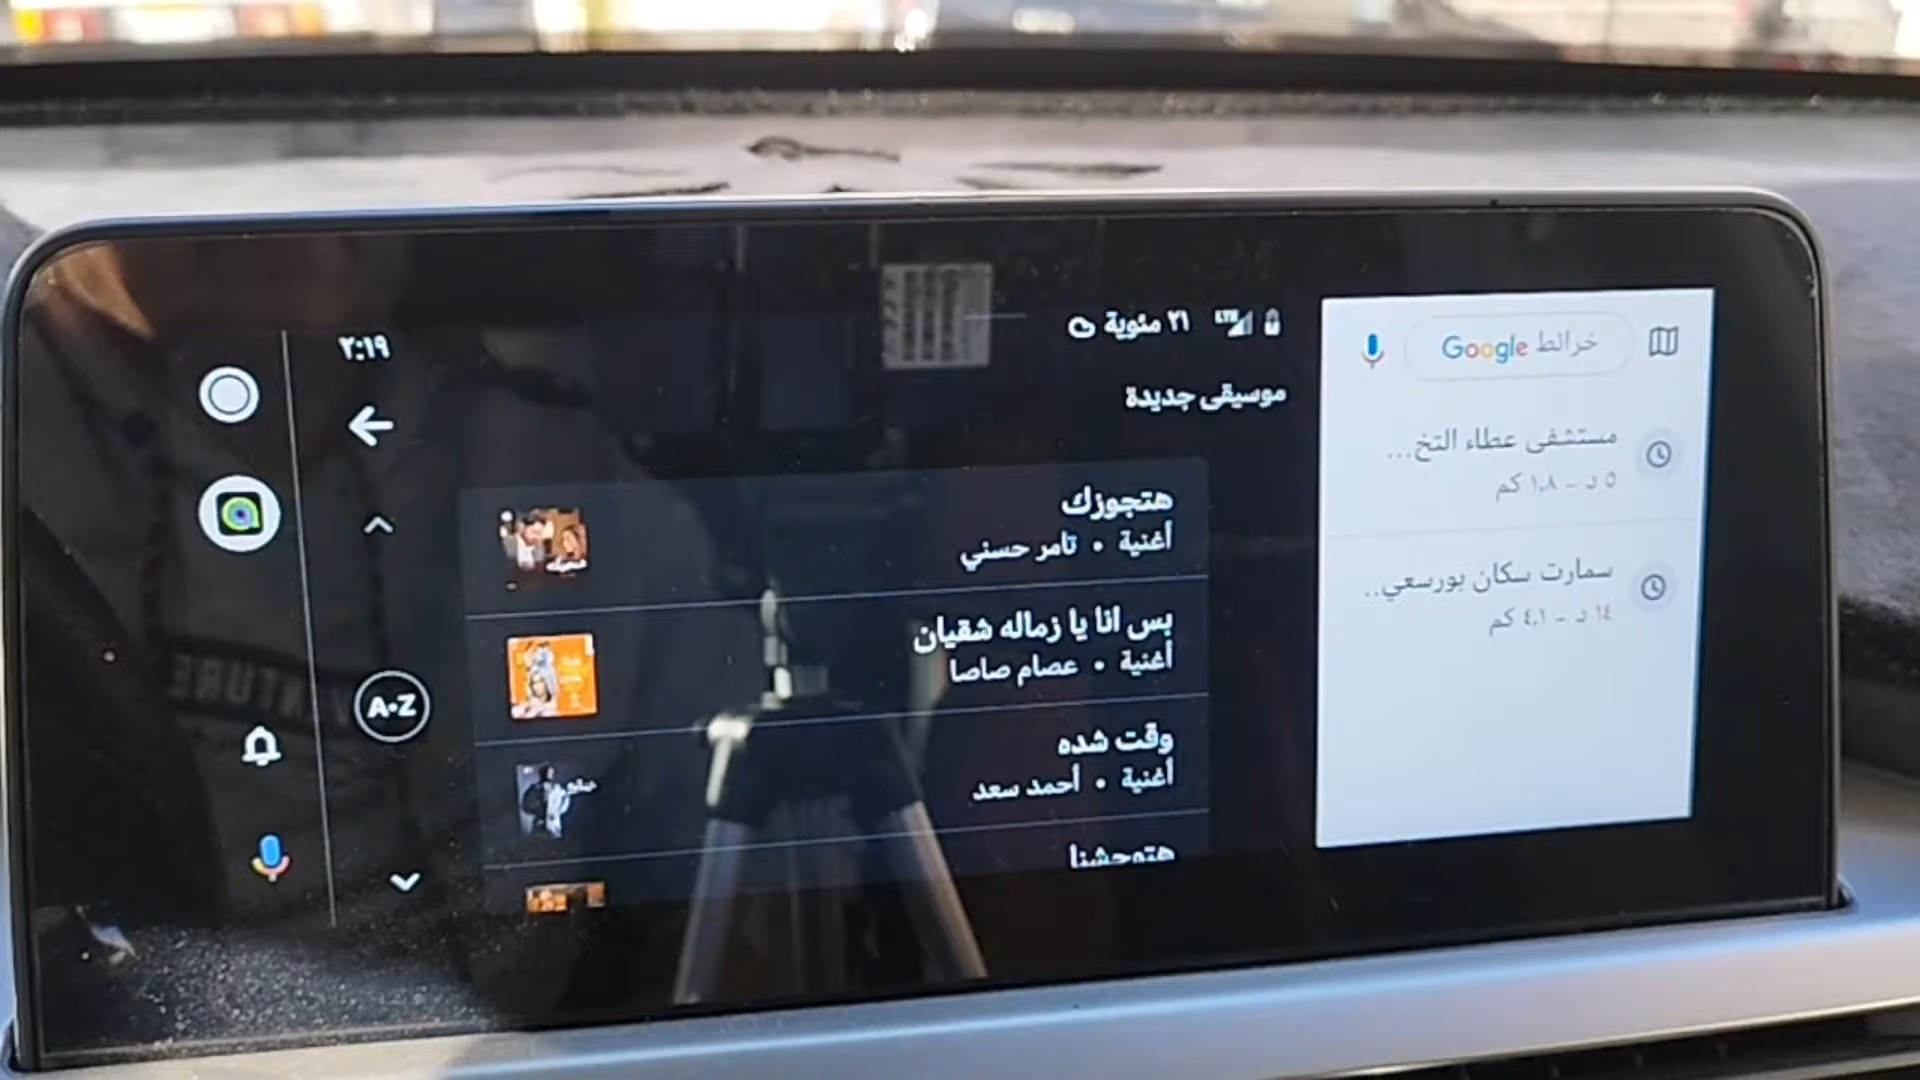 ٢:١٩
٢١ مئوية
LTE
موسيقى جديدة
هتجوزك
أغنية • تامر حسني
بس انا يا زماله شقيان
أغنية • عصام صاصا
وقت شده
أغنية • أحمد سعد
هتوحشنا
A•Z
خرائط Google
مستشفى عطاء التخ...
٥ د - ١,٨ كم
سمارت سكان بورسعي..
١٤ د - ٤,١ كم